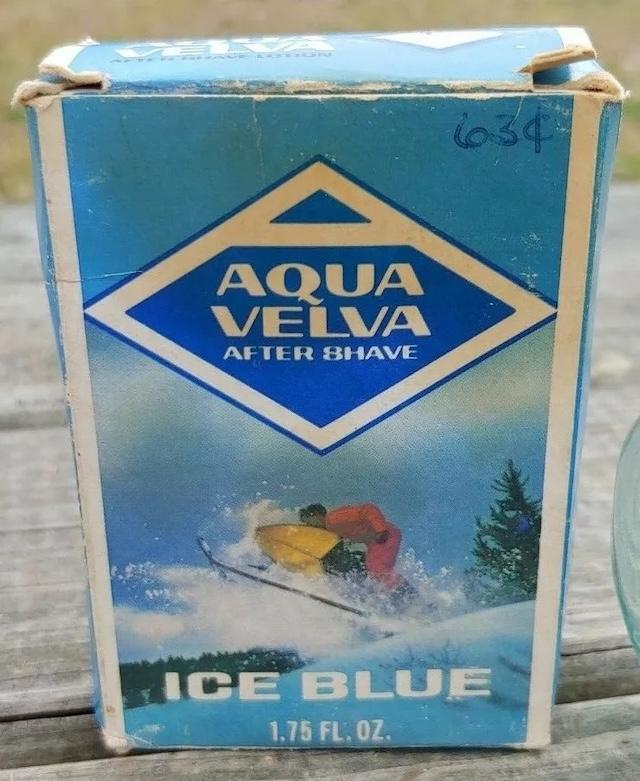 AQUA
VELVA
AFTER SHAVE LOTION
63¢
AQUA
VELVA
AFTER SHAVE
ICE BLUE
1.75 FL. OZ.